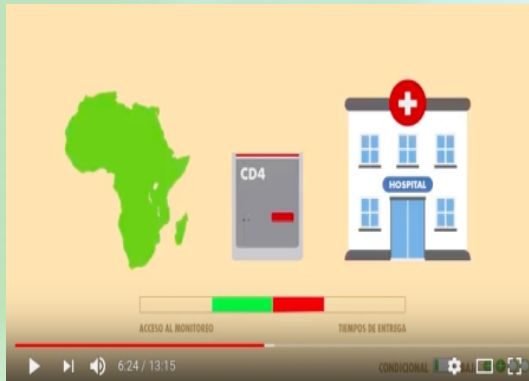 CD4
HOSPITAL
ACCESO AL MONITOREO
TIEMPOS DE ENTREGA
6:24 / 13:15
CONDICIONAL